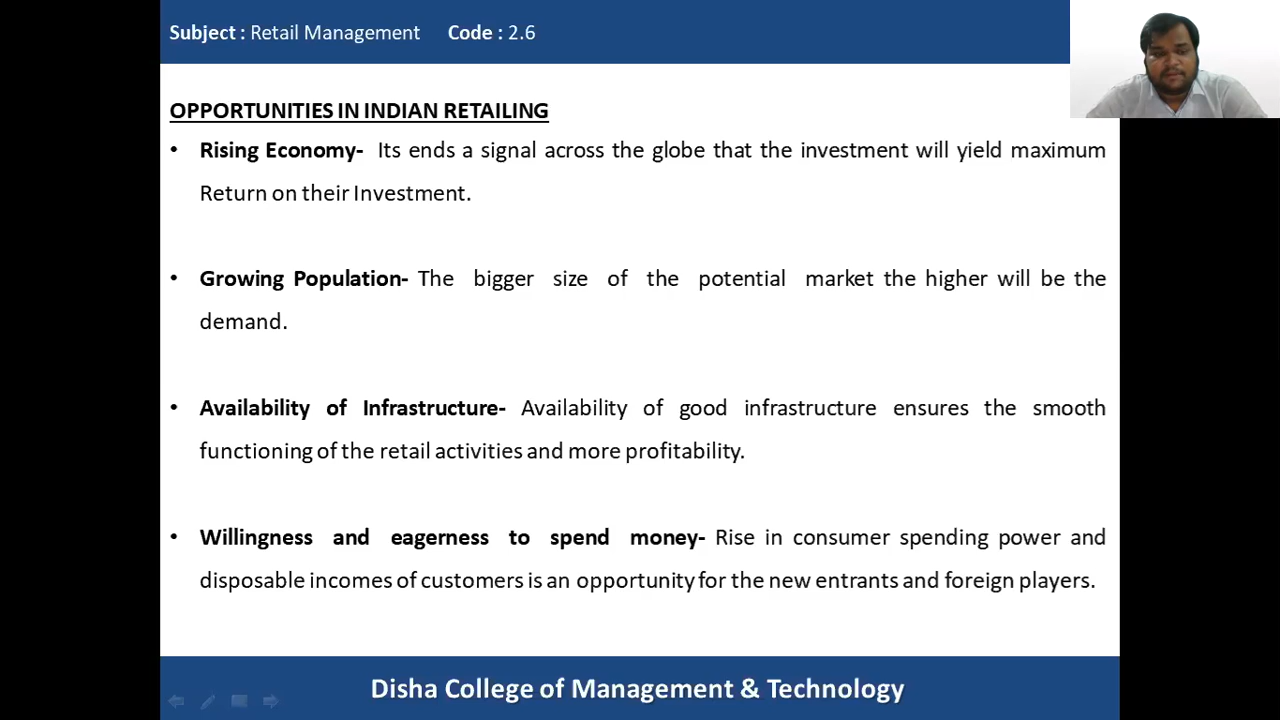 Subject : Retail Management Code : 2.6
OPPORTUNITIES IN INDIAN RETAILING
• Rising Economy- Its ends a signal across the globe that the investment will yield maximum
Return on their Investment.
• Growing Population- The bigger size of the potential market the higher will be the
demand.
• Availability of Infrastructure- Availability of good infrastructure ensures the smooth
functioning of the retail activities and more profitability.
• Willingness and eagerness to spend money- Rise in consumer spending power and
disposable incomes of customers is an opportunity for the new entrants and foreign players.
Disha College of Management & Technology